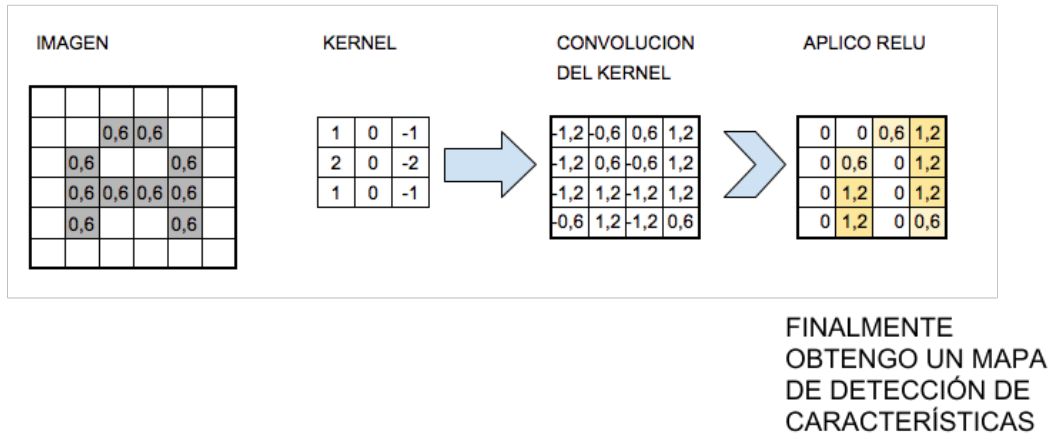 IMAGEN KERNEL CONVOLUCION DEL KERNEL APLICO RELU
0,6 0,6
0,6 0,6
0,6 0,6 0,6 0,6
0,6 0,6
1 0 -1
2 0 -2
1 0 -1
-1,2 -0,6 0,6 1,2
-1,2 0,6 -0,6 1,2
-1,2 1,2 -1,2 1,2
-0,6 1,2 -1,2 0,6
0 0 0,6 1,2
0 0,6 0 1,2
0 1,2 0 1,2
0 1,2 0 0,6
FINALMENTE
OBTENGO UN MAPA
DE DETECCIÓN DE
CARACTERÍSTICAS